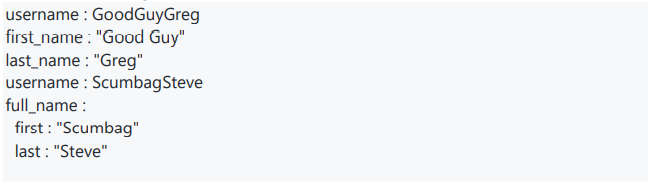 username : GoodGuyGreg
first_name : "Good Guy"
last_name : "Greg"
username : ScumbagSteve
full_name :
first : "Scumbag"
last : "Steve"